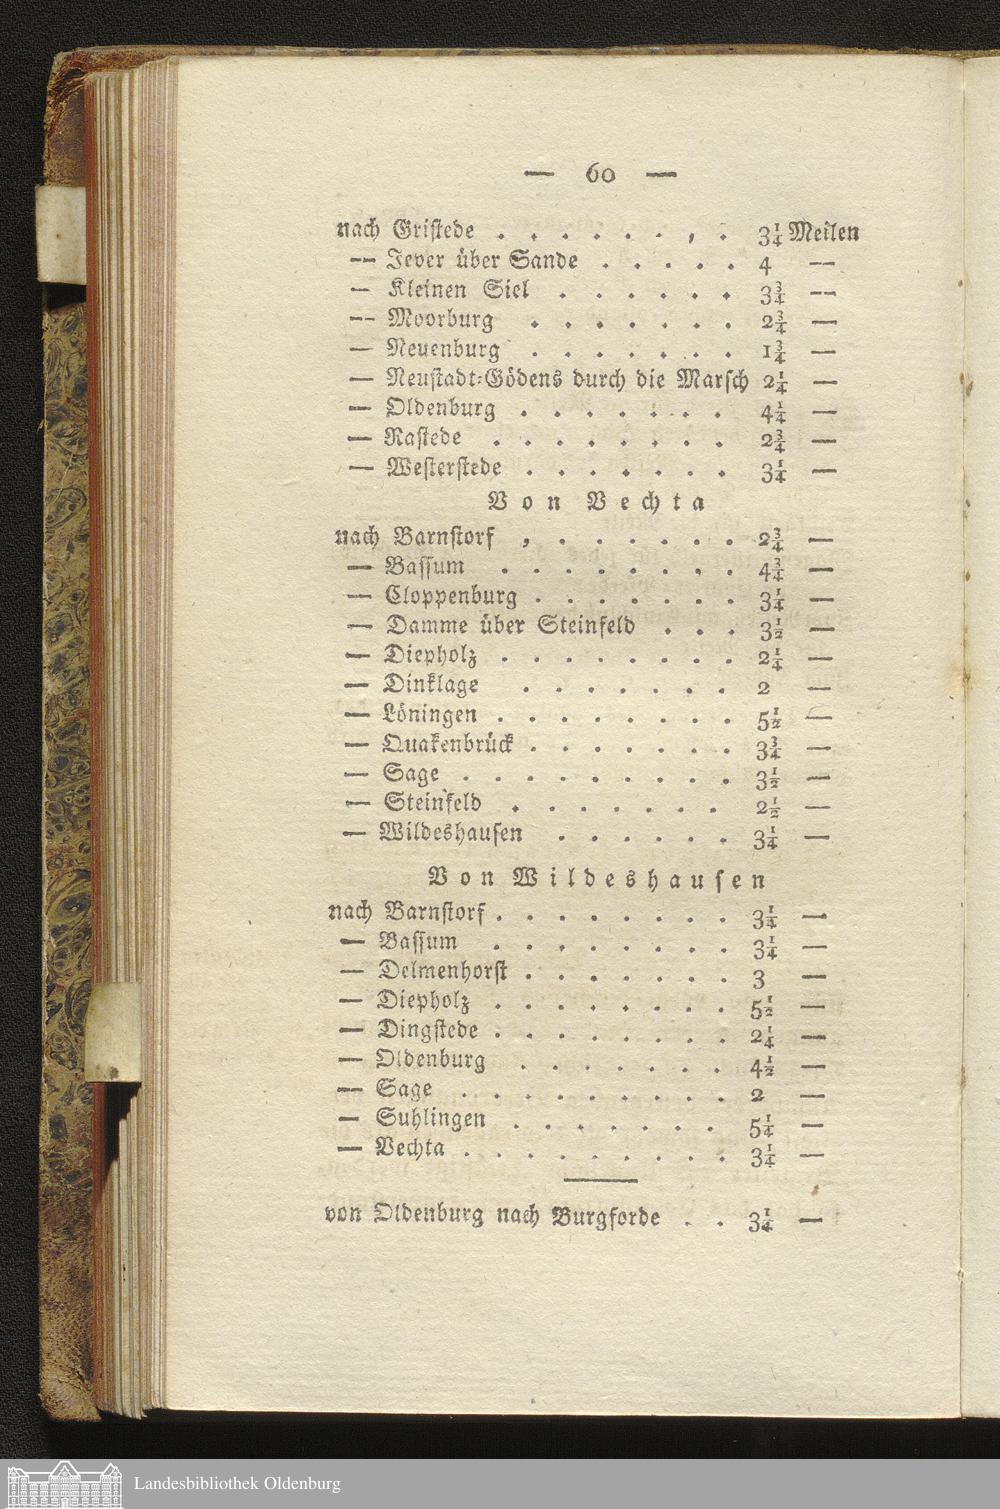 — 60 —
nach Gristede . . . . . . , . 3¼ Meilen
— Jever über Sande . . . . . 4 —
— Kleinen Siel . . . . . . 3¾ —
— Moorburg . . . . . . . 2¾ —
— Neuenburg . . . . . . . 1¾ —
— Neustadt-Gödens durch die Marsch 2¼ —
— Oldenburg . . . . . . . 4¼ —
— Rastede . . . . . . . . 2¾ —
— Westerstede . . . . . . . 3¼ —
Von Vechta
nach Barnstorf , . . . . . . 2¾ —
— Bassum . . . . . . . . 4¾ —
— Cloppenburg . . . . . . . 3¼ —
— Damme über Steinfeld . . . 3½ —
— Diepholz . . . . . . . . 2¼ —
— Dinklage . . . . . . . 2 —
— Löningen . . . . . . . . 5½ —
— Quakenbrück . . . . . . . 3¾ —
— Sage . . . . . . . . . 3½ —
— Steinfeld . . . . . . . 2½ —
— Wildeshausen . . . . . . 3¼ —
Von Wildeshausen
nach Barnstorf . . . . . . . . 3¼ —
— Bassum . . . . . . . . 3¼ —
— Delmenhorst . . . . . . . 3 —
— Diepholz . . . . . . . . 5½ —
— Dingstede . . . . . . . . 2¼ —
— Oldenburg . . . . . . . 4½ —
— Sage . . . . . . . . . 2 —
— Suhlingen . . . . . . . 5¼ —
— Vechta . . . . . . . . . 3¼ —
von Oldenburg nach Burgforde . . 3¼ —
Landesbibliothek Oldenburg